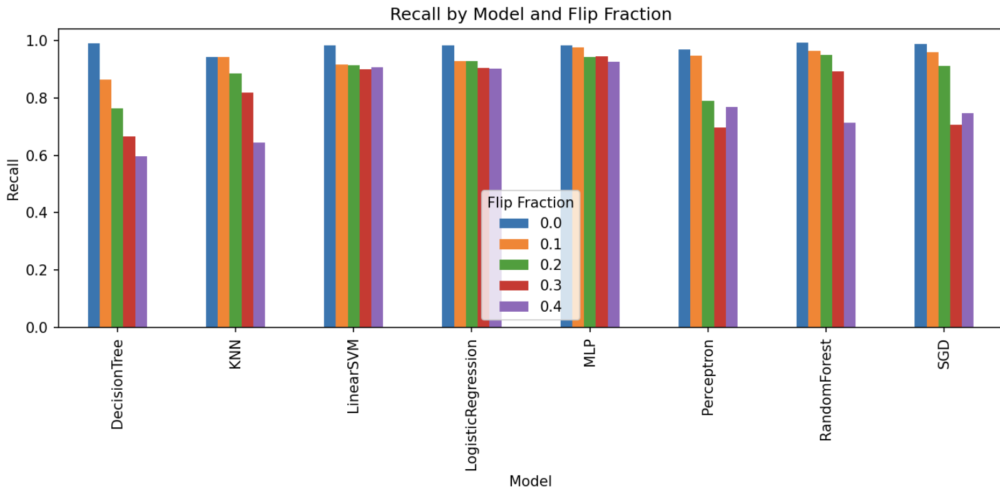 Recall by Model and Flip Fraction
Recall
1.0
0.8
0.6
0.4
0.2
0.0
Flip Fraction
0.0
0.1
0.2
0.3
0.4
DecisionTree
KNN
LinearSVM
LogisticRegression
MLP
Perceptron
RandomForest
SGD
Model